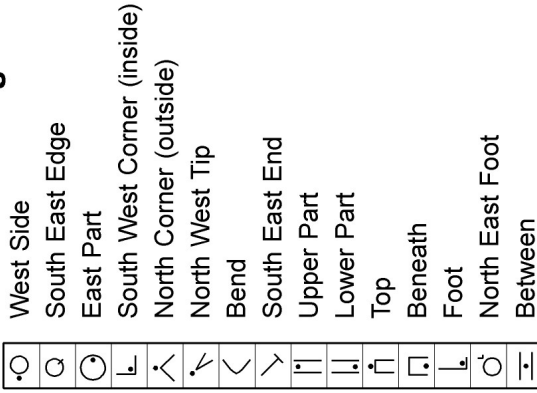 West Side
South East Edge
East Part
South West Corner (inside)
North Corner (outside)
North West Tip
Bend
South East End
Upper Part
Lower Part
Top
Beneath
Foot
North East Foot
Between